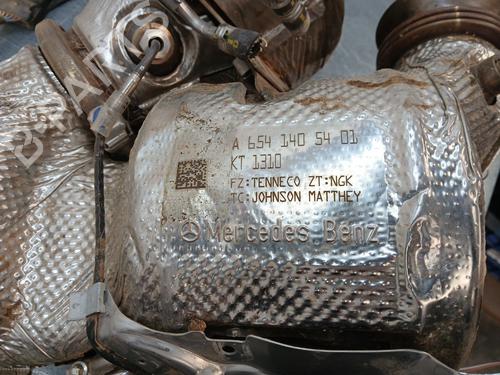 A 654 140 54 01
KT 1310
FZ:TENNECO ZT:NGK
TC:JOHNSON MATTHEY
Mercedes Benz